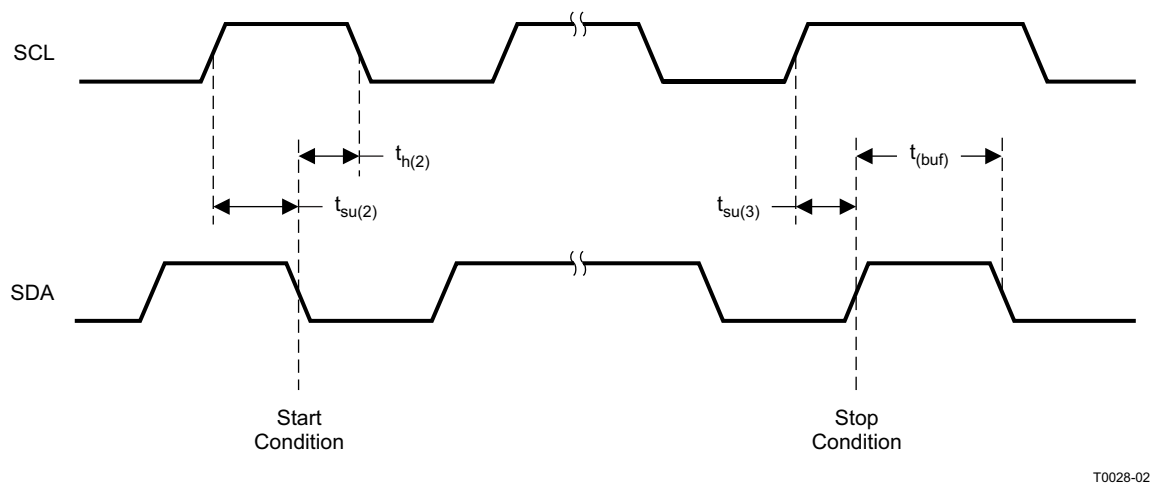 SCL
t_h(2)
t_su(2)
t_su(3)
t_(buf)
SDA
Start
Condition
Stop
Condition
T0028-02